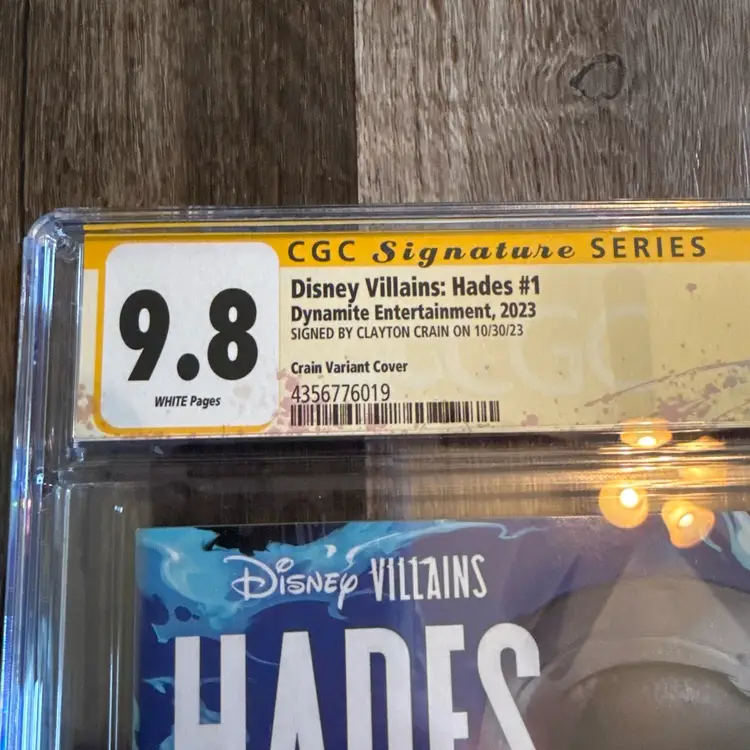 CGC Signature SERIES
9.8
WHITE Pages
Disney Villains: Hades #1
Dynamite Entertainment, 2023
SIGNED BY CLAYTON CRAIN ON 10/30/23
Crain Variant Cover
4356776019
CGC
Disney VILLAINS
HADES